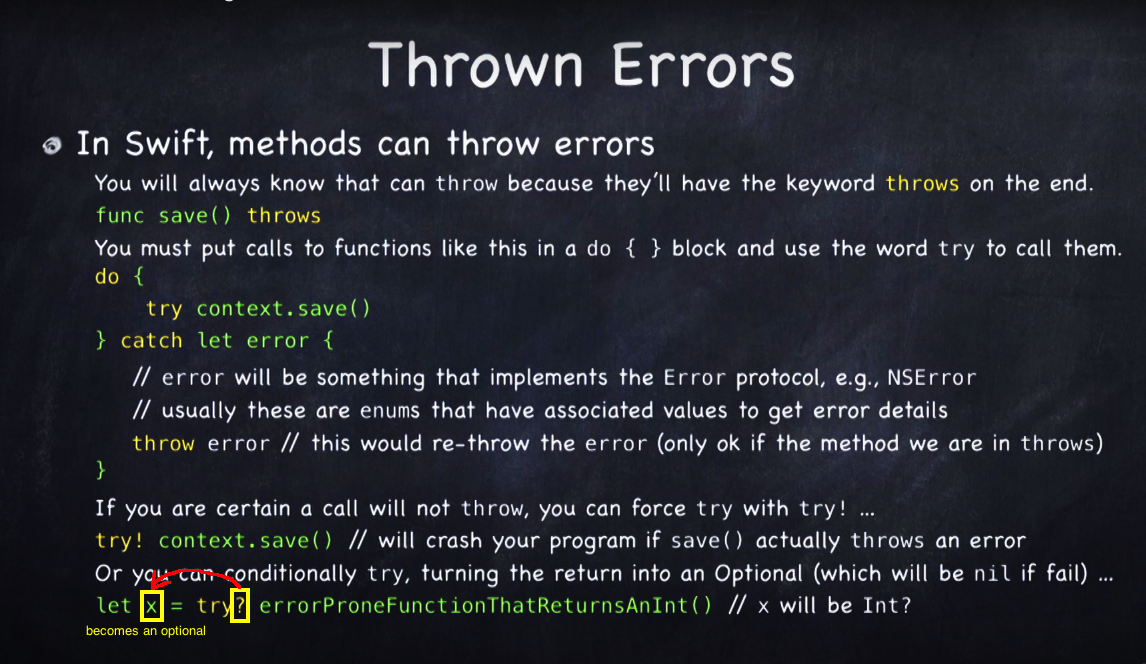 Thrown Errors
In Swift, methods can throw errors
You will always know that can throw because they'll have the keyword throws on the end.
func save() throws
You must put calls to functions like this in a do { } block and use the word try to call them.
do {
try context.save()
} catch let error {
// error will be something that implements the Error protocol, e.g., NSError
// usually these are enums that have associated values to get error details
throw error // this would re-throw the error (only ok if the method we are in throws)
}
If you are certain a call will not throw, you can force try with try! ...
try! context.save() // will crash your program if save() actually throws an error
Or you can conditionally try, turning the return into an Optional (which will be nil if fail) ...
let x = try? errorProneFunctionThatReturnsAnInt() // x will be Int?
becomes an optional